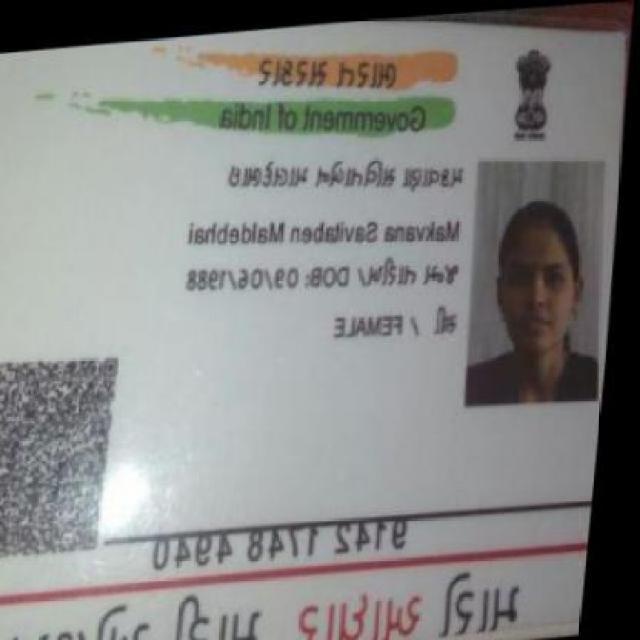 ભારત સરકાર
Government of India
મકવાણા સવિતાબેન માલદેભાઇ
Makvana Savitaben Maldebhai
જન્મ તારીખ/ DOB: 09/06/1988
સ્ત્રી / FEMALE
9142 1748 4940
મારો આધાર, મારી